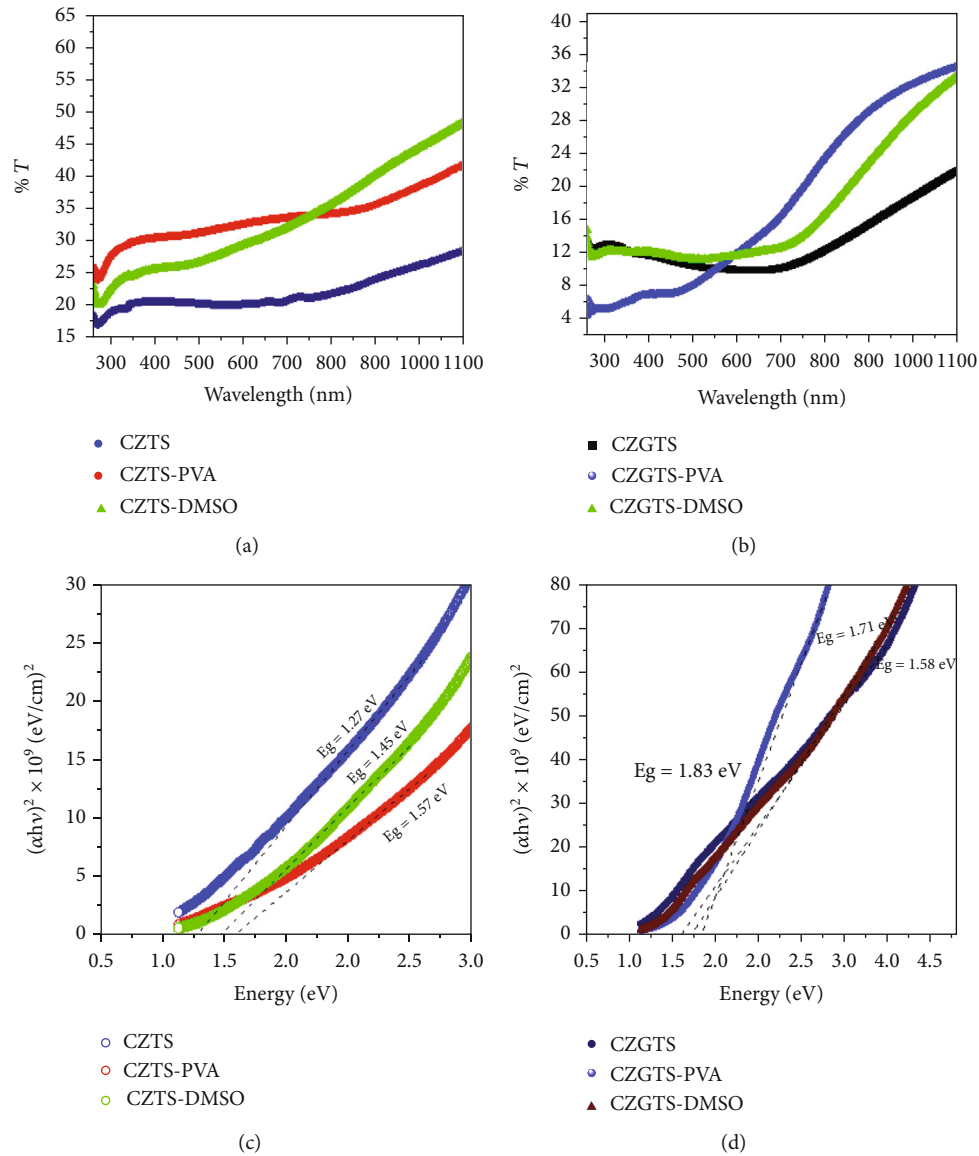 65
60
55
50
45
40
35
30
25
20
15
% T
300 400 500 600 700 800 900 1000 1100
Wavelength (nm)
CZTS
CZTS-PVA
CZTS-DMSO
(a)
40
36
32
28
24
20
16
12
8
4
% T
300 400 500 600 700 800 900 1000 1100
Wavelength (nm)
CZGTS
CZGTS-PVA
CZGTS-DMSO
(b)
30
25
20
15
10
5
0
(αhν)² × 10⁹ (eV/cm)²
Eg = 1.27 eV
Eg = 1.45 eV
Eg = 1.57 eV
0.5 1.0 1.2 2.0 2.0 2.5 3.0
Energy (eV)
CZTS
CZTS-PVA
CZTS-DMSO
(c)
80
70
60
50
40
30
20
10
0
(αhν)² × 10⁹ (eV/cm)²
Eg = 1.71 eV
Eg = 1.58 eV
Eg = 1.83 eV
0.5 1.0 1.2 2.0 2.0 2.5 3.0 4.0 4.5
Energy (eV)
CZGTS
CZGTS-PVA
CZGTS-DMSO
(d)